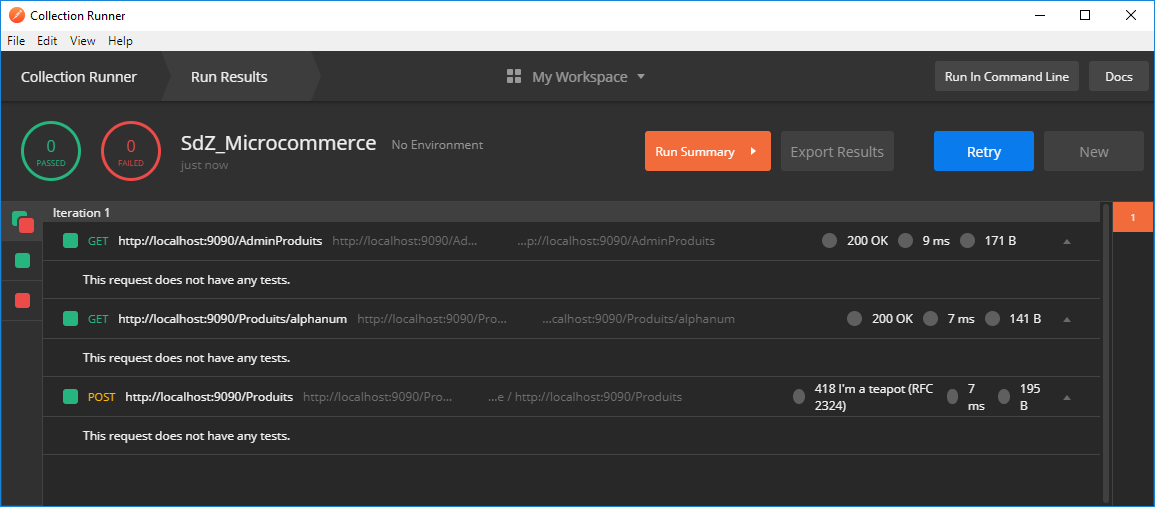 Collection Runner
File Edit View Help
Collection Runner Run Results My Workspace Run In Command Line Docs
0 PASSED 0 FAILED SdZ_Microcommerce No Environment just now Run Summary Export Results Retry New
Iteration 1
1
GET http://localhost:9090/AdminProduits http://localhost:9090/Ad... ...p://localhost:9090/AdminProduits 200 OK 9 ms 171 B
This request does not have any tests.
GET http://localhost:9090/Produits/alphanum http://localhost:9090/Pro... ...calhost:9090/Produits/alphanum 200 OK 7 ms 141 B
This request does not have any tests.
POST http://localhost:9090/Produits http://localhost:9090/Pro... ...e / http://localhost:9090/Produits 418 I'm a teapot (RFC 2324) 7 ms 195 B
This request does not have any tests.